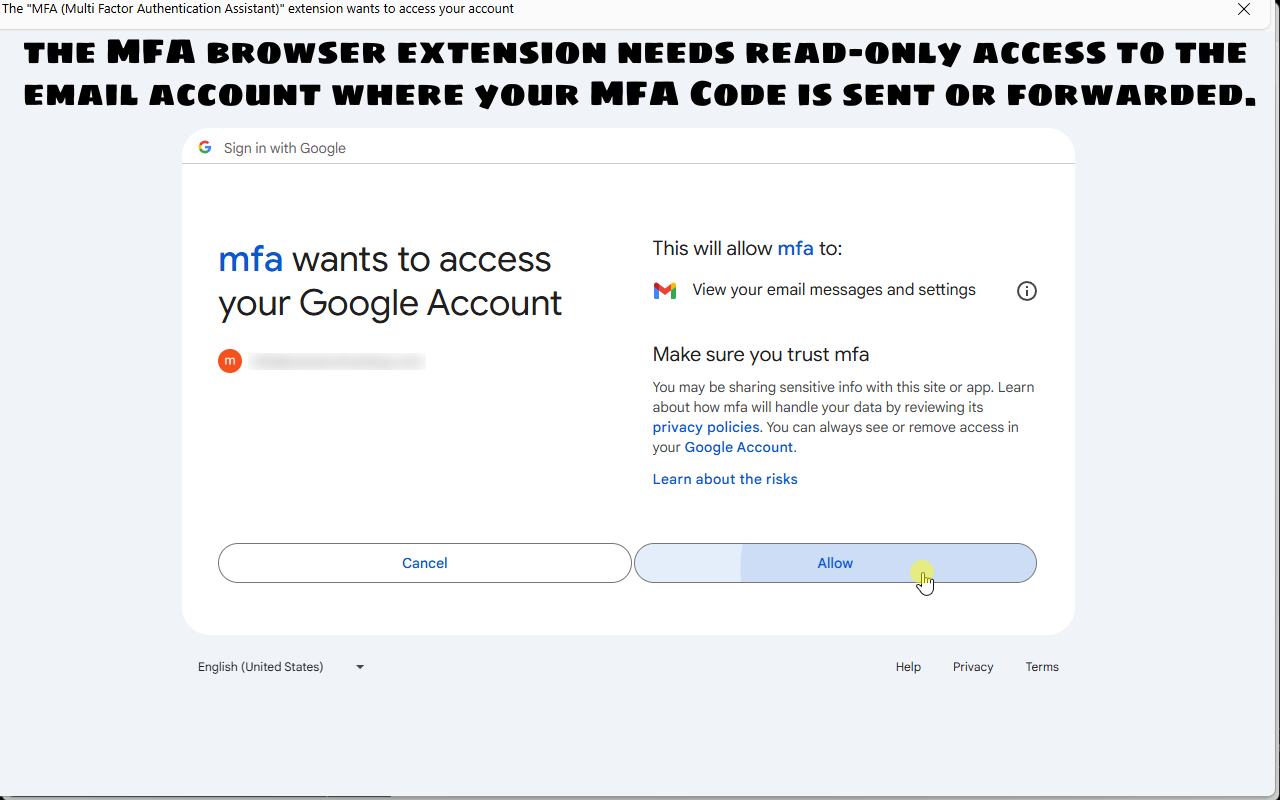 The "MFA (Multi Factor Authentication Assistant)" extension wants to access your account
THE MFA BROWSER EXTENSION NEEDS READ-ONLY ACCESS TO THE
EMAIL ACCOUNT WHERE YOUR MFA CODE IS SENT OR FORWARDED.
Sign in with Google
mfa wants to access
your Google Account
m
This will allow mfa to:
View your email messages and settings
Make sure you trust mfa
You may be sharing sensitive info with this site or app. Learn
about how mfa will handle your data by reviewing its
privacy policies. You can always see or remove access in
your Google Account.
Learn about the risks
Cancel
Allow
English (United States)
Help
Privacy
Terms